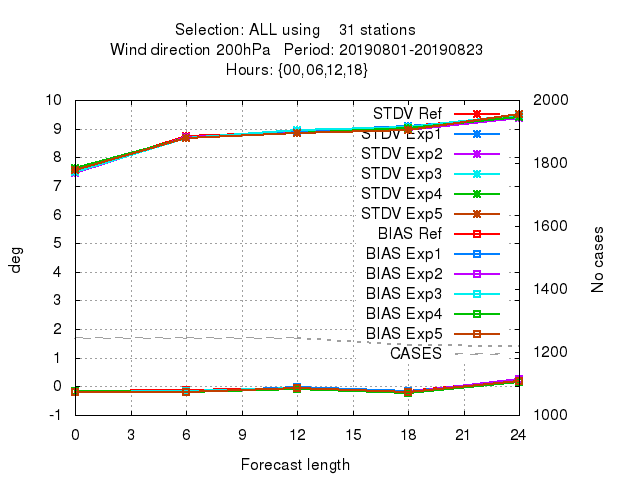 Selection: ALL using    31 stations
Wind direction 200hPa   Period: 20190801-20190823
Hours: {00,06,12,18}
10
9
8
7
6
5
4
3
2
1
0
-1
deg
STDV Ref
STDV Exp1
STDV Exp2
STDV Exp3
STDV Exp4
STDV Exp5
BIAS Ref
BIAS Exp1
BIAS Exp2
BIAS Exp3
BIAS Exp4
BIAS Exp5
CASES
2000
1800
1600
1400
1200
1000
No cases
0 3 6 9 12 15 18 21 24
Forecast length